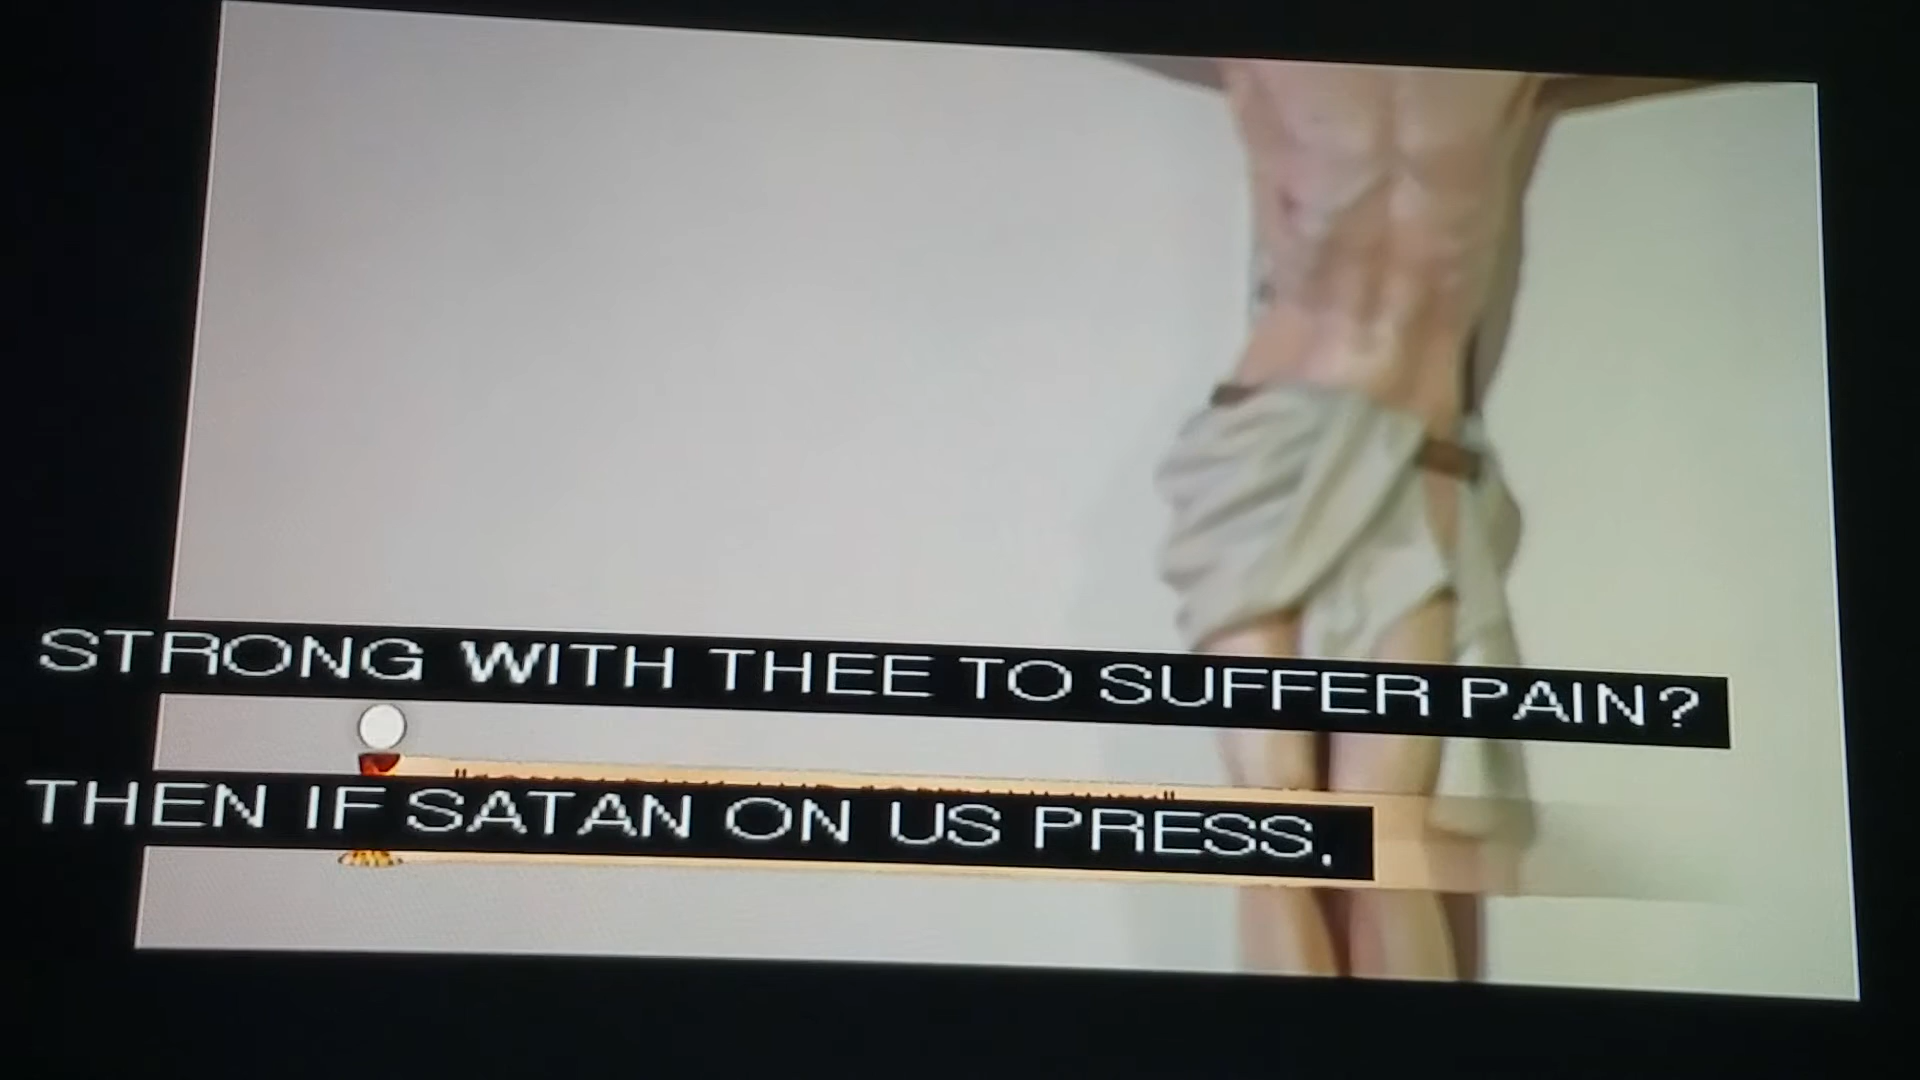 STRONG WITH THEE TO SUFFER PAIN?
THEN IF SATAN ON US PRESS,